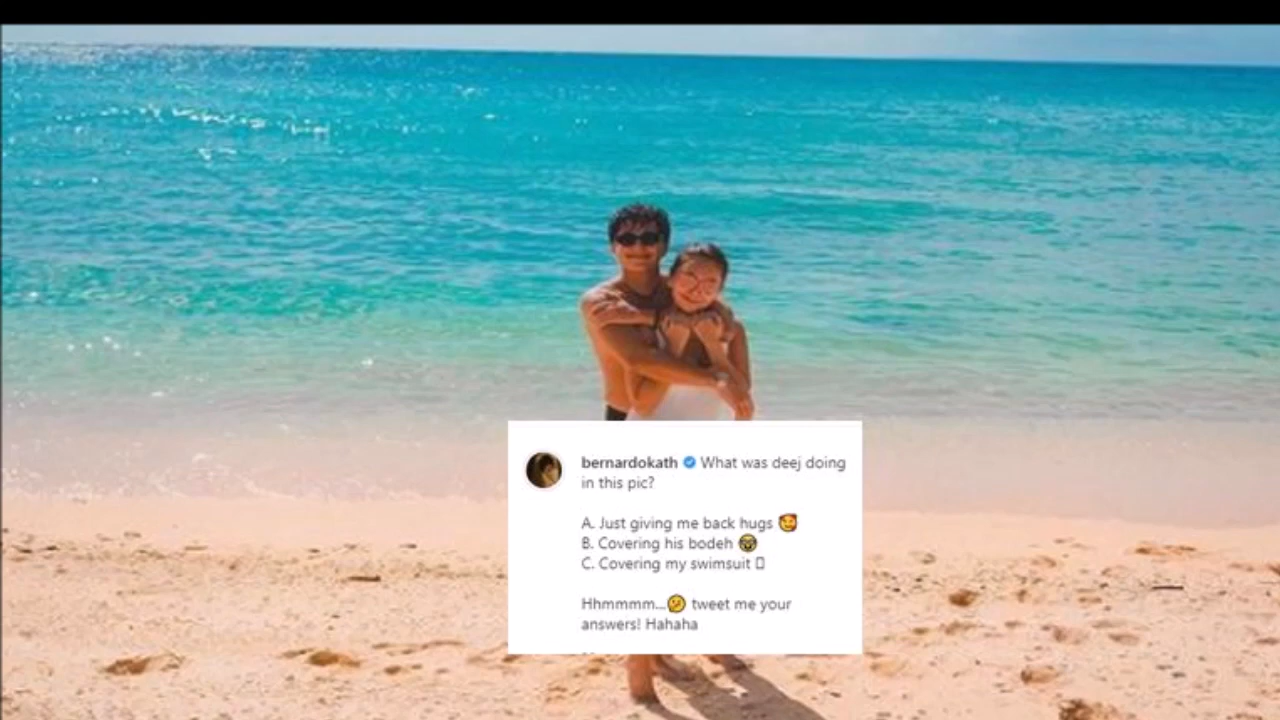 bernardokath What was deej doing
in this pic?
A. Just giving me back hugs 🥰
B. Covering his bodeh 🤓
C. Covering my swimsuit
Hhmmmm...🤔 tweet me your
answers! Hahaha